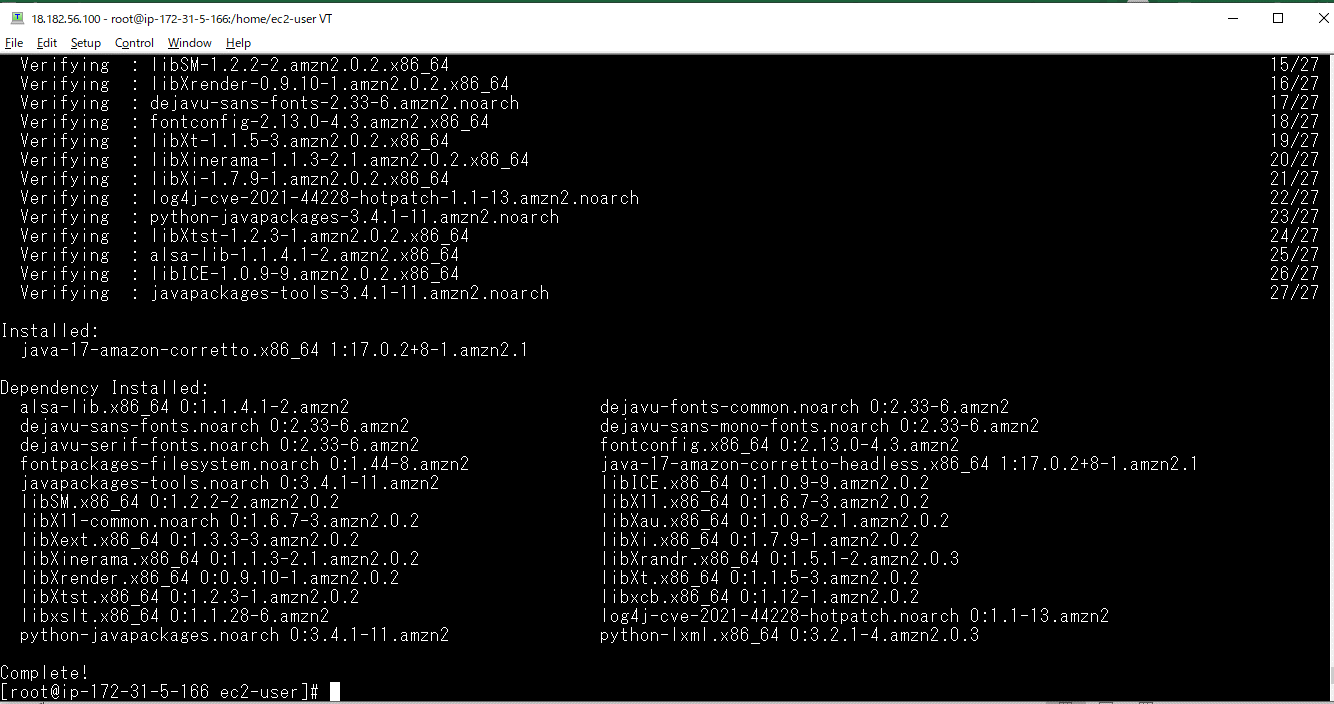 18.182.56.100 - root@ip-172-31-5-166:/home/ec2-user VT
File Edit Setup Control Window Help
Verifying : libSM-1.2.2-2.amzn2.0.2.x86_64 15/27
Verifying : libXrender-0.9.10-1.amzn2.0.2.x86_64 16/27
Verifying : dejavu-sans-fonts-2.33-6.amzn2.noarch 17/27
Verifying : fontconfig-2.13.0-4.3.amzn2.x86_64 18/27
Verifying : libXt-1.1.5-3.amzn2.0.2.x86_64 19/27
Verifying : libXinerama-1.1.3-2.1.amzn2.0.2.x86_64 20/27
Verifying : libXi-1.7.9-1.amzn2.0.2.x86_64 21/27
Verifying : log4j-cve-2021-44228-hotpatch-1.1-13.amzn2.noarch 22/27
Verifying : python-javapackages-3.4.1-11.amzn2.noarch 23/27
Verifying : libXtst-1.2.3-1.amzn2.0.2.x86_64 24/27
Verifying : alsa-lib-1.1.4.1-2.amzn2.x86_64 25/27
Verifying : libICE-1.0.9-9.amzn2.0.2.x86_64 26/27
Verifying : javapackages-tools-3.4.1-11.amzn2.noarch 27/27
Installed:
java-17-amazon-corretto.x86_64 1:17.0.2+8-1.amzn2.1
Dependency Installed:
alsa-lib.x86_64 0:1.1.4.1-2.amzn2 dejavu-fonts-common.noarch 0:2.33-6.amzn2
dejavu-sans-fonts.noarch 0:2.33-6.amzn2 dejavu-sans-mono-fonts.noarch 0:2.33-6.amzn2
dejavu-serif-fonts.noarch 0:2.33-6.amzn2 fontconfig.x86_64 0:2.13.0-4.3.amzn2
fontpackages-filesystem.noarch 0:1.44-8.amzn2 java-17-amazon-corretto-headless.x86_64 1:17.0.2+8-1.amzn2.1
javapackages-tools.noarch 0:3.4.1-11.amzn2 libICE.x86_64 0:1.0.9-9.amzn2.0.2
libSM.x86_64 0:1.2.2-2.amzn2.0.2 libX11.x86_64 0:1.6.7-3.amzn2.0.2
libX11-common.noarch 0:1.6.7-3.amzn2.0.2 libXau.x86_64 0:1.0.8-2.1.amzn2.0.2
libXext.x86_64 0:1.3.3-3.amzn2.0.2 libXi.x86_64 0:1.7.9-1.amzn2.0.2
libXinerama.x86_64 0:1.1.3-2.1.amzn2.0.2 libXrandr.x86_64 0:1.5.1-2.amzn2.0.3
libXrender.x86_64 0:0.9.10-1.amzn2.0.2 libXt.x86_64 0:1.1.5-3.amzn2.0.2
libXtst.x86_64 0:1.2.3-1.amzn2.0.2 libxcb.x86_64 0:1.12-1.amzn2.0.2
libxslt.x86_64 0:1.1.28-6.amzn2 log4j-cve-2021-44228-hotpatch.noarch 0:1.1-13.amzn2
python-javapackages.noarch 0:3.4.1-11.amzn2 python-lxml.x86_64 0:3.2.1-4.amzn2.0.3
Complete!
[root@ip-172-31-5-166 ec2-user]#